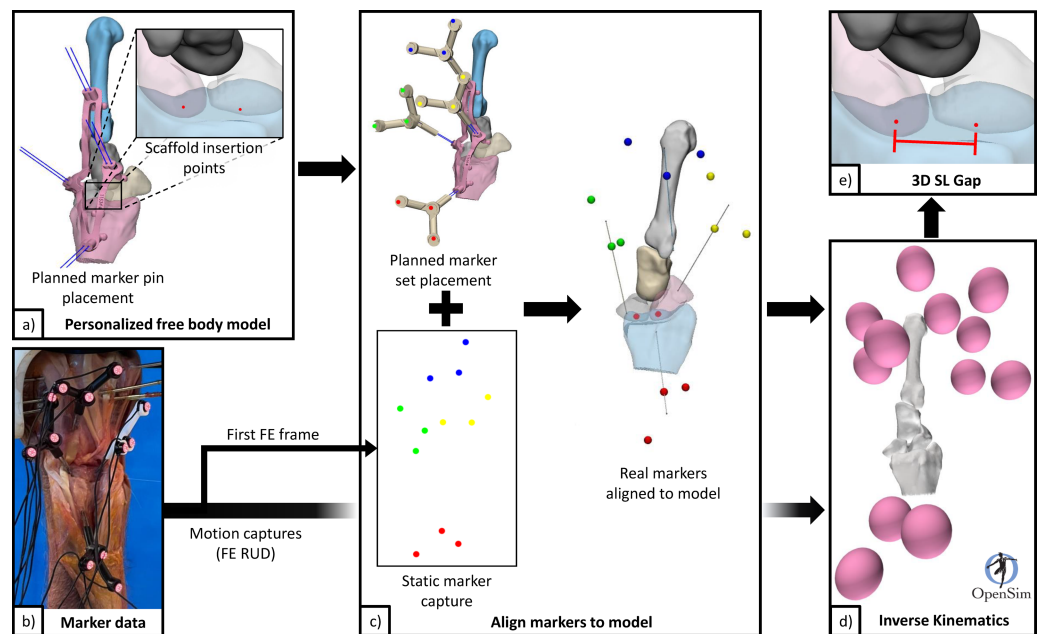 Scaffold insertion
points
Planned marker pin
placement
a)
Personalized free body model
b)
Marker data
First FE frame
Motion captures
(FE RUD)
Planned marker
set placement
Static marker
capture
Real markers
aligned to model
c)
Align markers to model
e)
3D SL Gap
OpenSim
d)
Inverse Kinematics